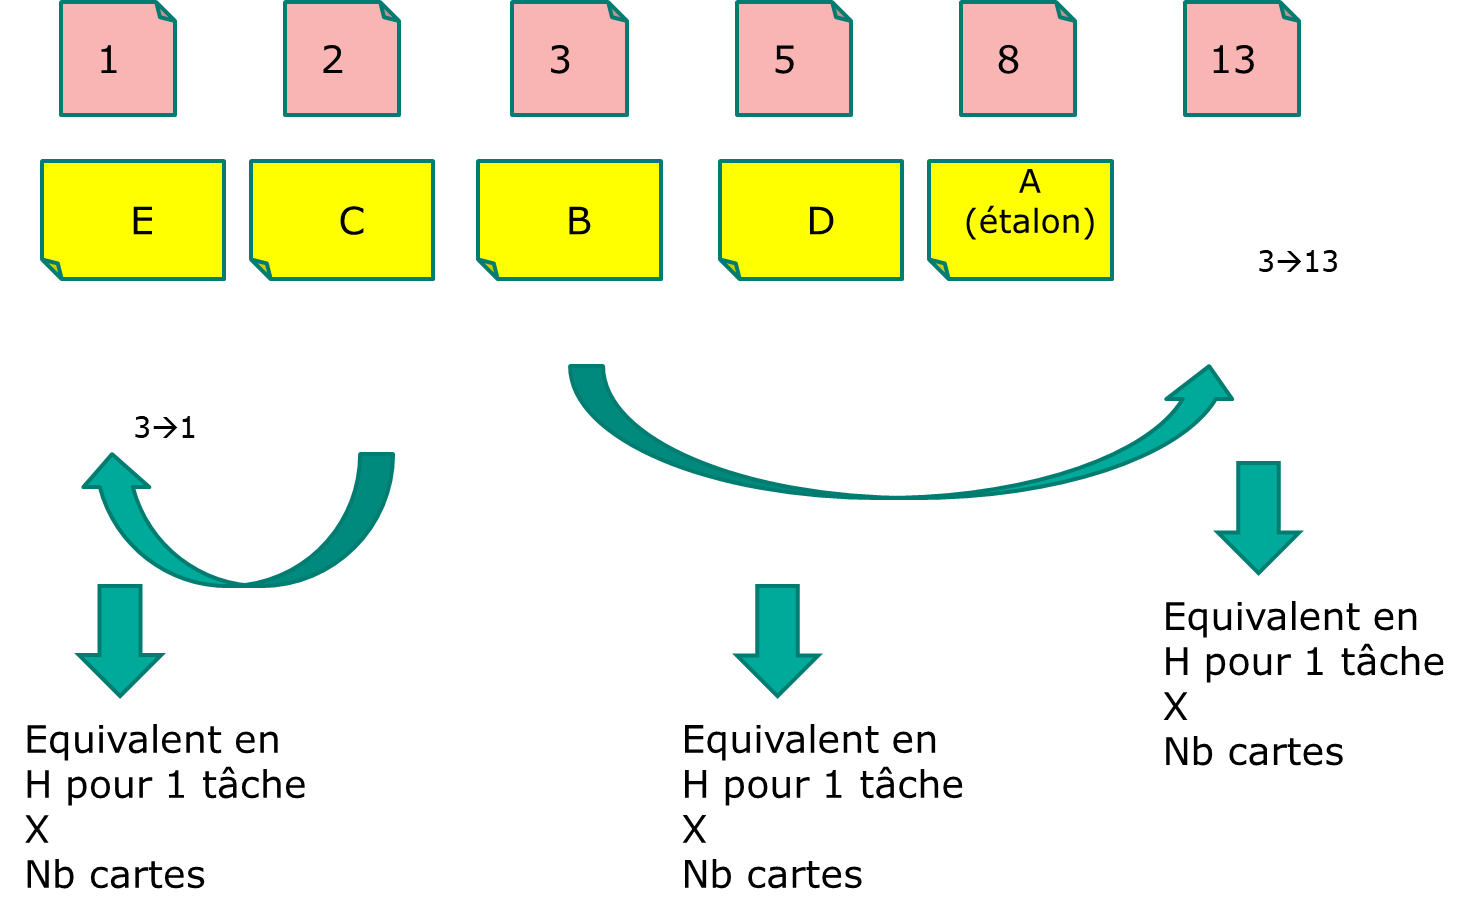 1
2
3
5
8
13
E
C
B
D
A
(étalon)
3→13
3→1
Equivalent en
H pour 1 tâche
X
Nb cartes
Equivalent en
H pour 1 tâche
X
Nb cartes
Equivalent en
H pour 1 tâche
X
Nb cartes